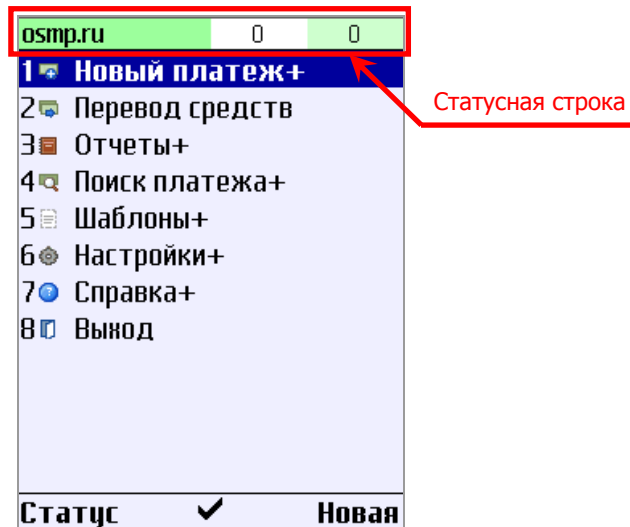 osmp.ru 0 0
1 Новый платеж+
2 Перевод средств
Статусная строка
3 Отчеты+
4 Поиск платежа+
5 Шаблоны+
6 Настройки+
7 Справка+
8 Выход
Статус Новая